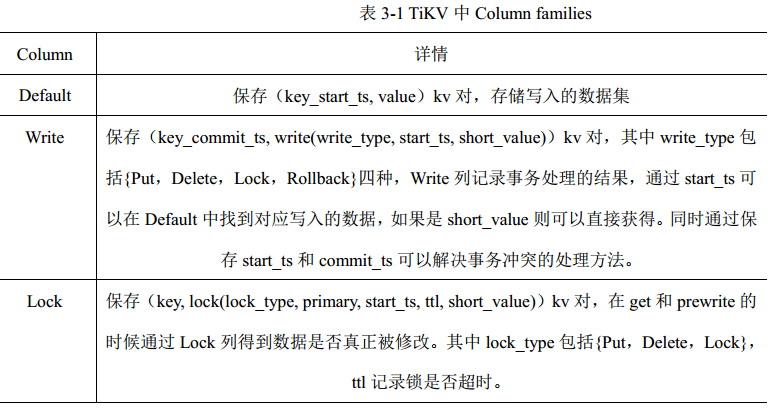 表 3-1 TiKV 中 Column families
Column 详情
Default 保存（key_start_ts, value）kv 对，存储写入的数据集
Write 保存（key_commit_ts, write(write_type, start_ts, short_value)）kv 对，其中 write_type 包
括{Put，Delete，Lock，Rollback}四种，Write 列记录事务处理的结果，通过 start_ts 可
以在 Default 中找到对应写入的数据，如果是 short_value 则可以直接获得。同时通过保
存 start_ts 和 commit_ts 可以解决事务冲突的处理方法。
Lock 保存（key, lock(lock_type, primary, start_ts, ttl, short_value)）kv 对，在 get 和 prewrite 的
时候通过 Lock 列得到数据是否真正被修改。其中 lock_type 包括{Put，Delete，Lock}，
ttl 记录锁是否超时。